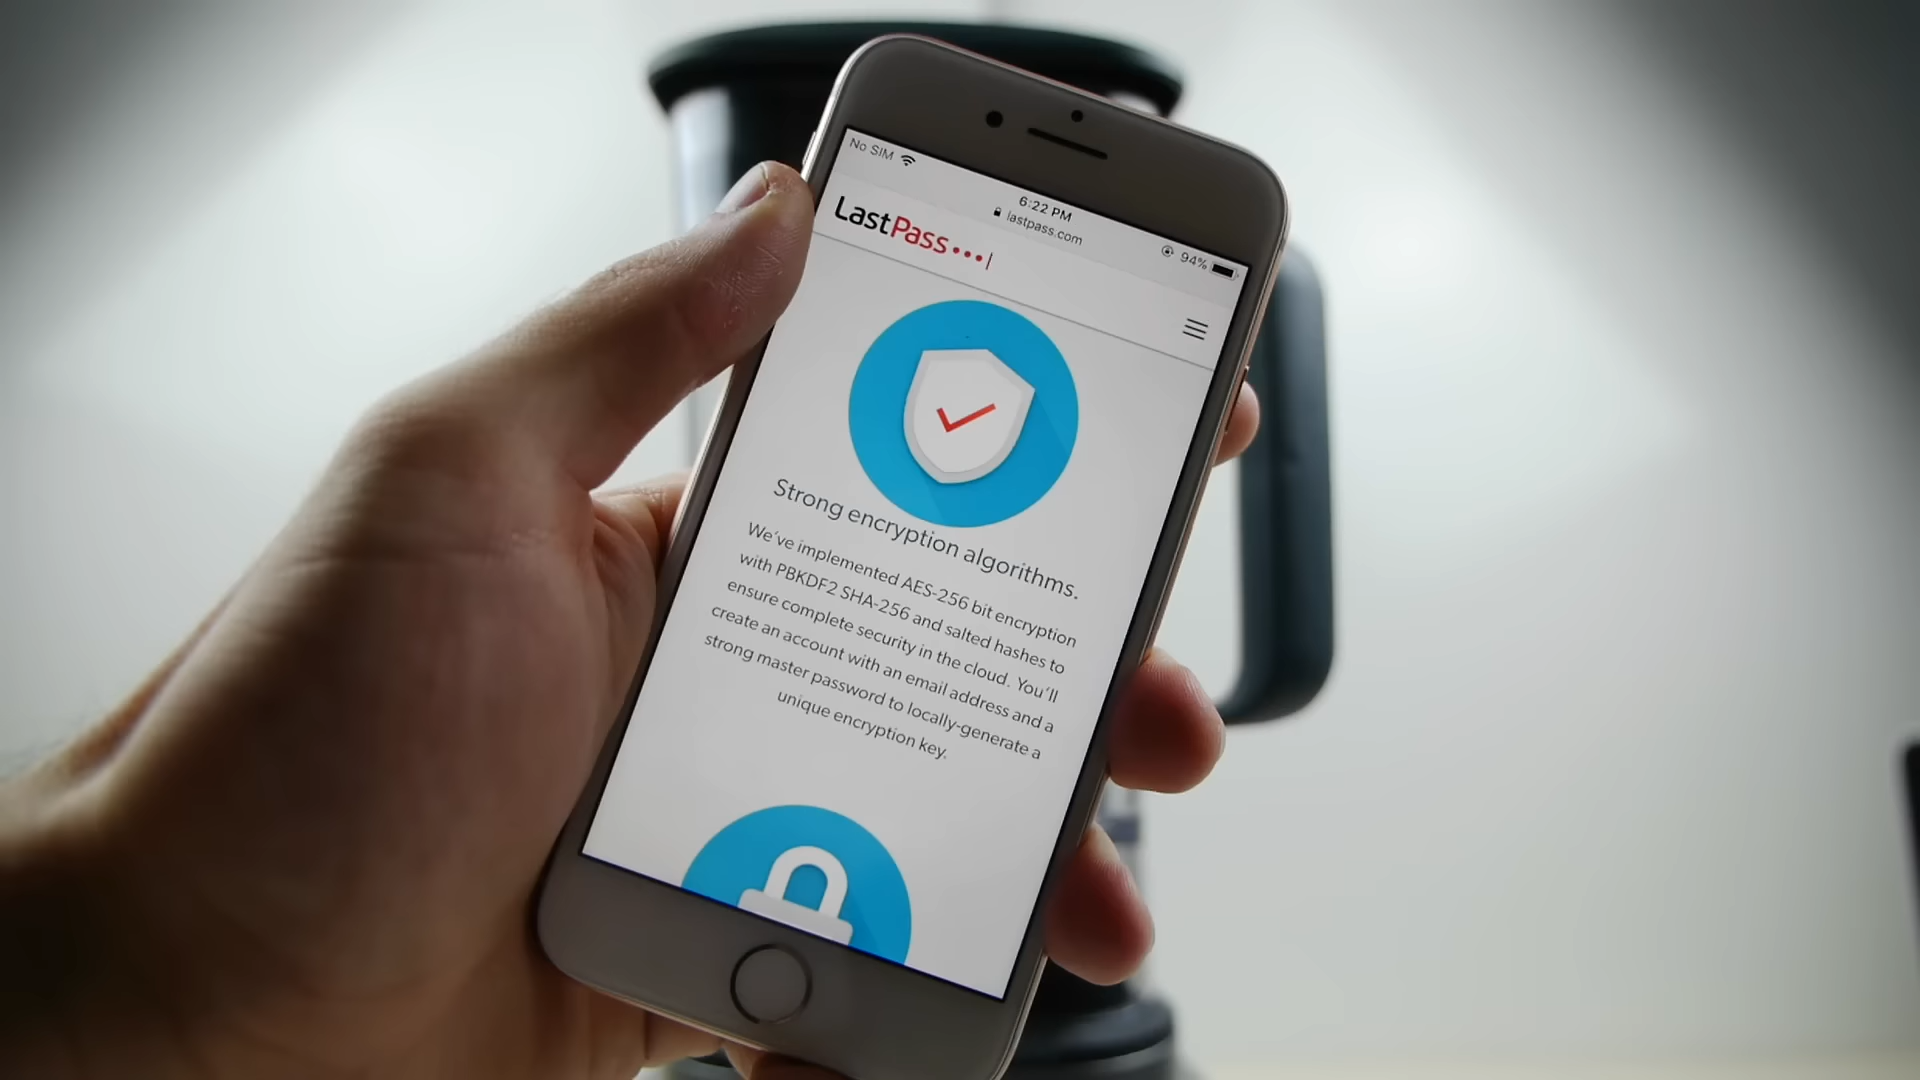 No SIM
6:22 PM
lastpass.com
94%
LastPass•••|
Strong encryption algorithms.
We've implemented AES-256 bit encryption
with PBKDF2 SHA-256 and salted hashes to
ensure complete security in the cloud. You'll
create an account with an email address and a
strong master password to locally-generate a
unique encryption key.